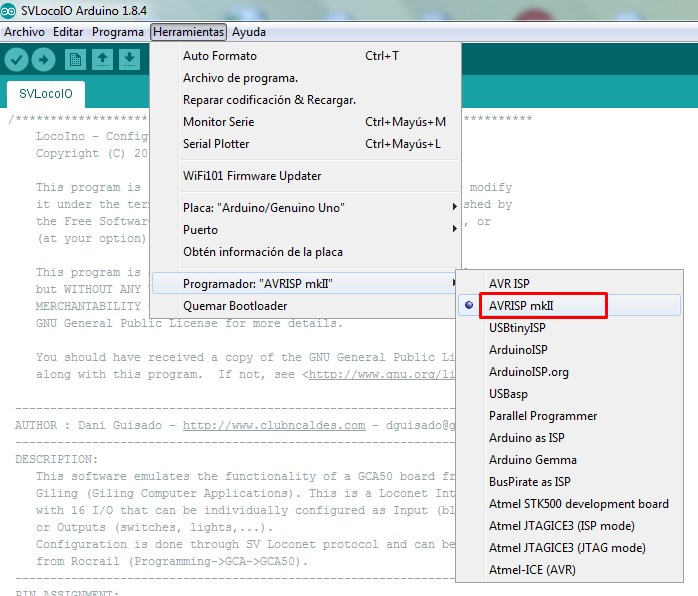 SVLocoIO Arduino 1.8.4
Archivo Editar Programa Herramientas Ayuda
SVLocoIO
Auto Formato Ctrl+T
Archivo de programa.
Reparar codificación & Recargar.
Monitor Serie Ctrl+Mayús+M
Serial Plotter Ctrl+Mayús+L
WiFi101 Firmware Updater
Placa: "Arduino/Genuino Uno"
Puerto
Obtén información de la placa
Programador: "AVRISP mkII"
Quemar Bootloader
AVR ISP
AVRISP mkII
USBtinyISP
ArduinoISP
ArduinoISP.org
USBasp
Parallel Programmer
Arduino as ISP
Arduino Gemma
BusPirate as ISP
Atmel STK500 development board
Atmel JTAGICE3 (ISP mode)
Atmel JTAGICE3 (JTAG mode)
Atmel-ICE (AVR)
/*********************************************
LocoIno - Config
Copyright (C) 20
This program is modify
it under the ter shed by
the Free Softwar , or
(at your option)
This program is
but WITHOUT ANY
MERCHANTABILITY
GNU General Public License for more details.
You should have received a copy of the GNU General Public Li
along with this program. If not, see <http://www.gnu.org/li
----------------------------------------------------------------
AUTHOR : Dani Guisado - http://www.clubncaldes.com - dguisado@g
----------------------------------------------------------------
DESCRIPTION:
This software emulates the functionality of a GCA50 board fr
Giling (Giling Computer Applications). This is a Loconet Int
with 16 I/O that can be individually configured as Input (bl
or Outputs (switches, lights,...).
Configuration is done through SV Loconet protocol and can be
from Rocrail (Programming->GCA->GCA50).
----------------------------------------------------------------
PIN ASSIGNMENT: